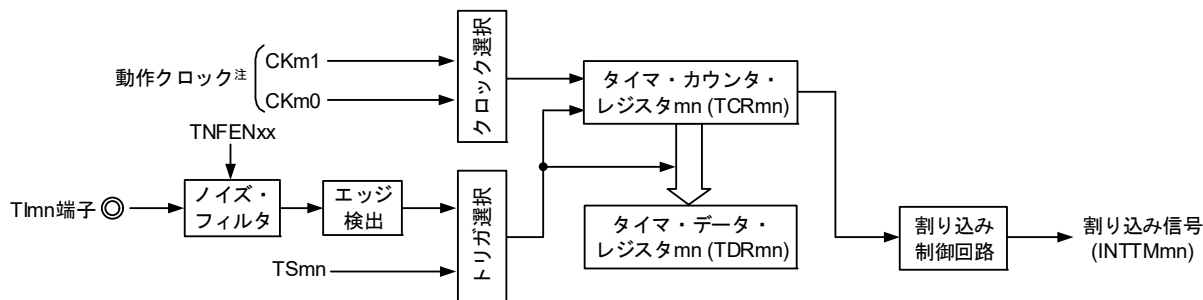 動作クロック注
CKm1
CKm0
クロック選択
タイマ・カウンタ・
レジスタmn (TCRmn)
TNFENxx
TImn端子
ノイズ・
フィルタ
エッジ
検出
トリガ選択
TSmn
タイマ・データ・
レジスタmn (TDRmn)
割り込み
制御回路
割り込み信号
(INTTMmn)